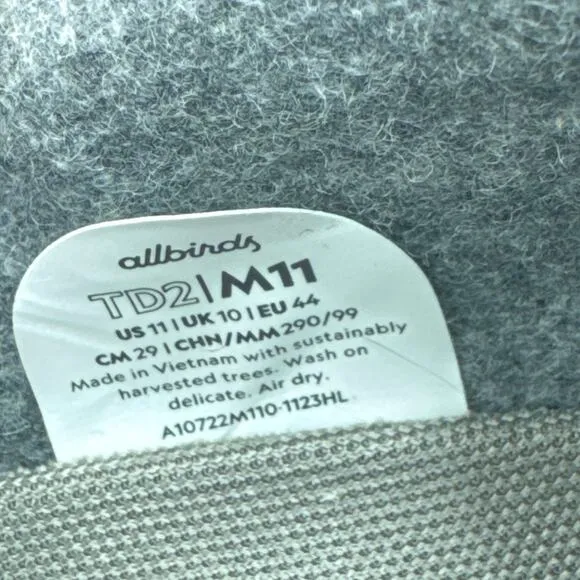 allbirds
TD2|M11
US 11 | UK 10 | EU 44
CM 29 | CHN/MM 290/99
Made in Vietnam with sustainably
harvested trees. Wash on
delicate. Air dry.
A10722M110-1123HL